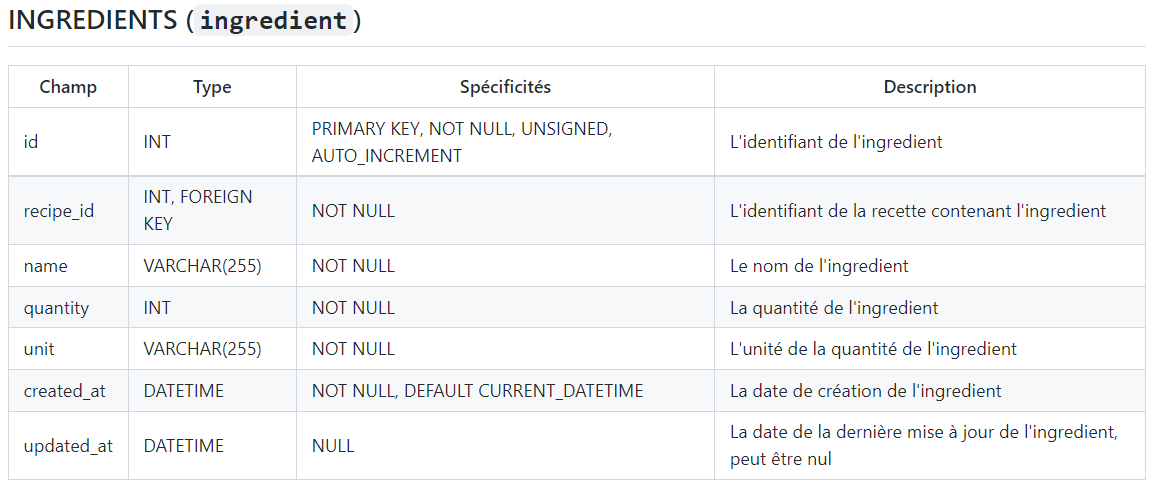 INGREDIENTS (ingredient)
Champ Type Spécificités Description
id INT PRIMARY KEY, NOT NULL, UNSIGNED,
AUTO_INCREMENT L'identifiant de l'ingredient
recipe_id INT, FOREIGN
KEY NOT NULL L'identifiant de la recette contenant l'ingredient
name VARCHAR(255) NOT NULL Le nom de l'ingredient
quantity INT NOT NULL La quantité de l'ingredient
unit VARCHAR(255) NOT NULL L'unité de la quantité de l'ingredient
created_at DATETIME NOT NULL, DEFAULT CURRENT_DATETIME La date de création de l'ingredient
updated_at DATETIME NULL La date de la dernière mise à jour de l'ingredient,
peut être nul